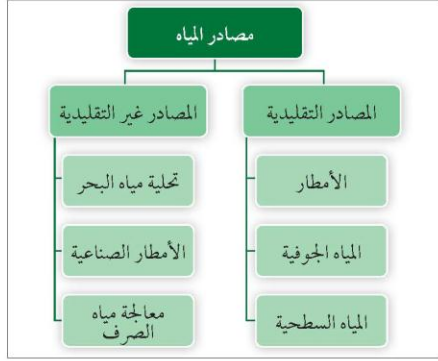 مصادر المياه
المصادر التقليدية
الأمطار
المياه الجوفية
المياه السطحية
المصادر غير التقليدية
تحلية مياه البحر
الأمطار الصناعية
معالجة مياه
الصرف